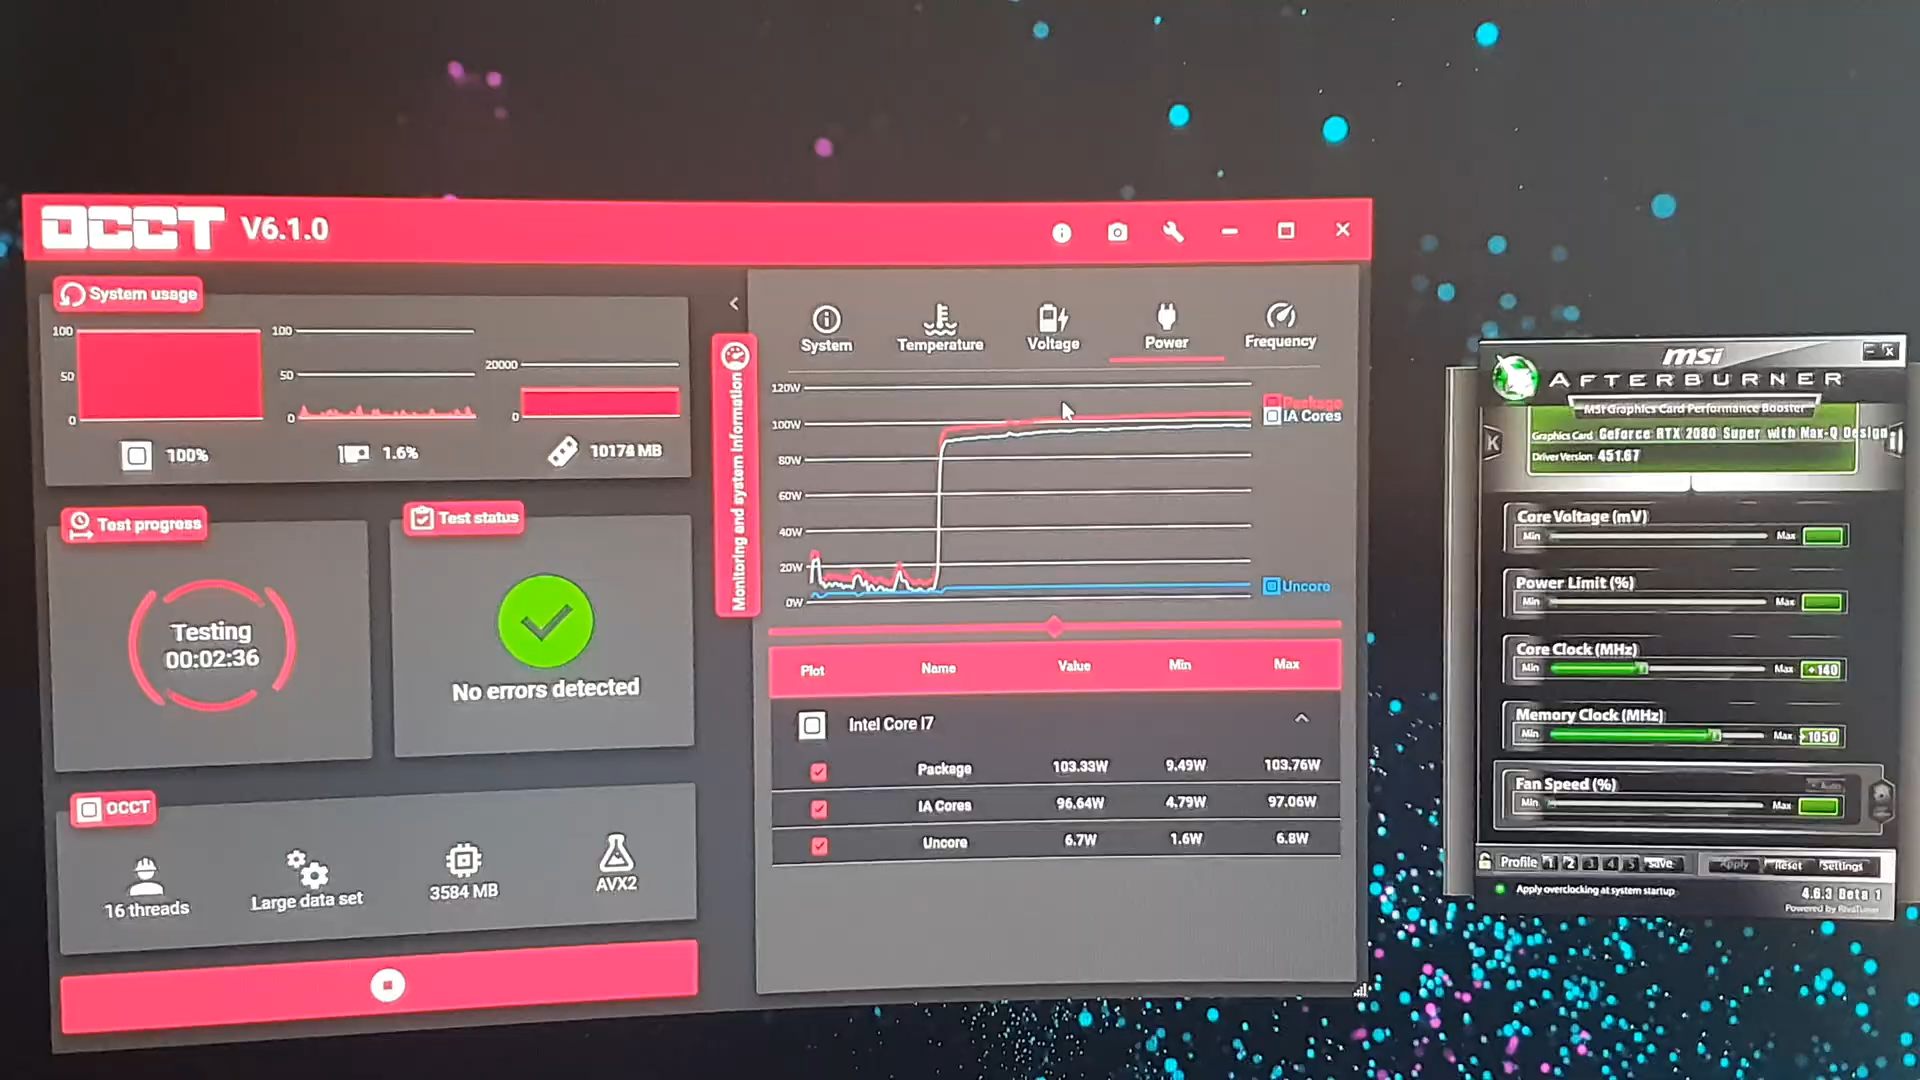 OCCT V6.1.0
System usage
100
50
0
100
50
0
20000
0
100%
1.6%
10174 MB
Test progress
Testing
00:02:36
Test status
No errors detected
OCCT
16 threads
Large data set
3584 MB
AVX2
Monitoring and system information
System
Temperature
Voltage
Power
Frequency
120W
100W
80W
60W
40W
20W
0W
Package
IA Cores
Uncore
Plot Name Value Min Max
Intel Core I7
Package 103.33W 9.49W 103.76W
IA Cores 96.64W 4.79W 97.06W
Uncore 6.7W 1.6W 6.8W
msi
AFTERBURNER
MSI Graphics Card Performance Booster
Graphics Card GeForce RTX 2080 Super with Max-Q Design
Driver Version 451.67
K
i
Core Voltage (mV)
Min Max
Power Limit (%)
Min Max
Core Clock (MHz)
Min Max +140
Memory Clock (MHz)
Min Max +1050
Fan Speed (%)
Auto
Min Max
Profile 1 2 3 4 5 Save
Apply Reset Settings
Apply overclocking at system startup
4.6.3 Beta 1
Powered by RivaTuner